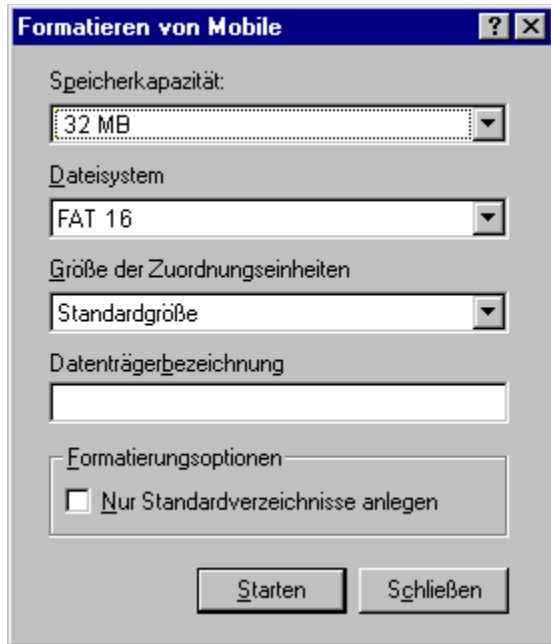 Formatieren von Mobile
Speicherkapazität:
32 MB
Dateisystem
FAT 16
Größe der Zuordnungseinheiten
Standardgröße
Datenträgerbezeichnung
Formatierungsoptionen
Nur Standardverzeichnisse anlegen
Starten Schließen